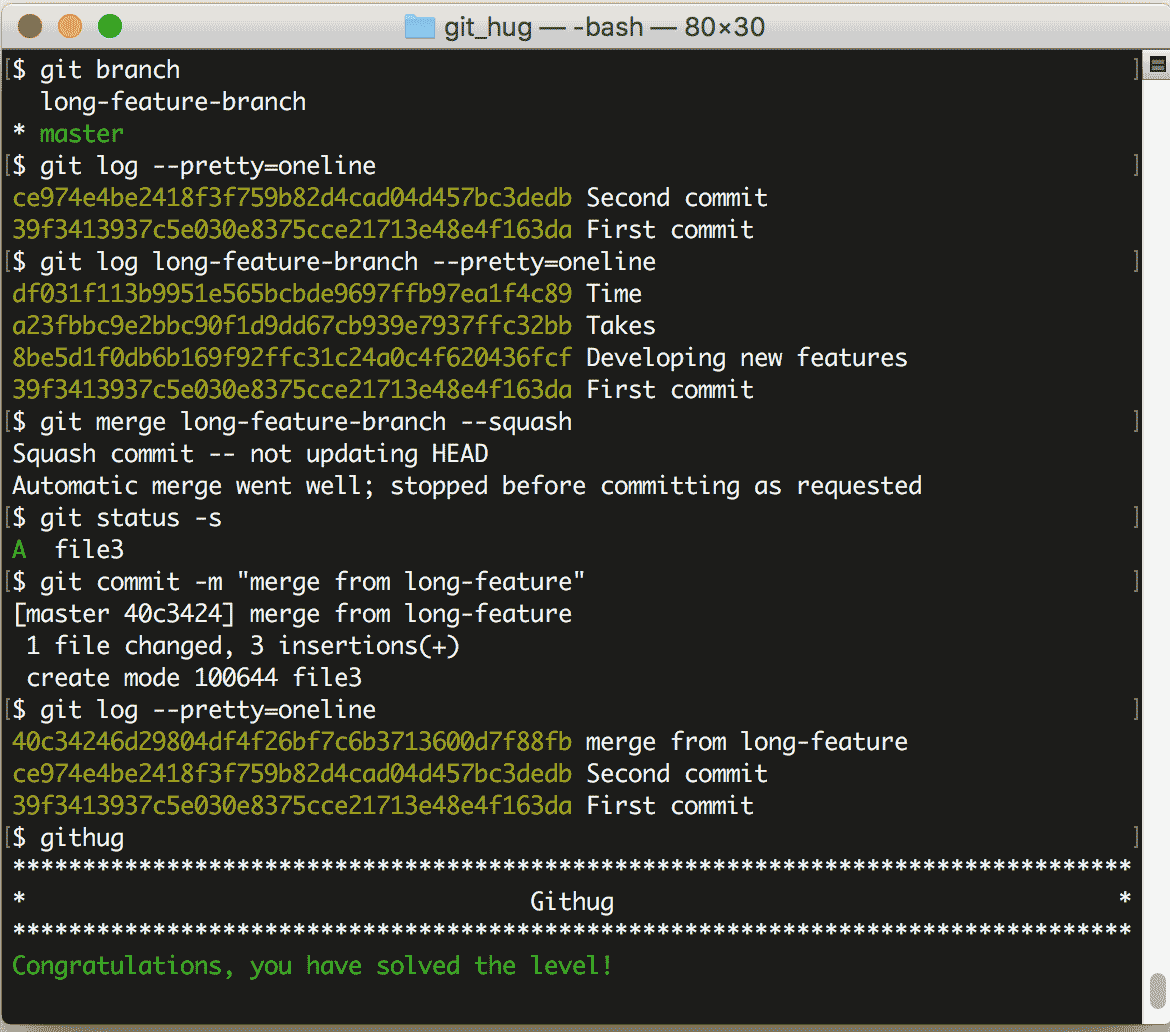 git_hug — -bash — 80×30
[$ git branch ]
  long-feature-branch
* master
[$ git log --pretty=oneline ]
ce974e4be2418f3f759b82d4cad04d457bc3dedb Second commit
39f3413937c5e030e8375cce21713e48e4f163da First commit
[$ git log long-feature-branch --pretty=oneline ]
df031f113b9951e565bcbde9697ffb97ea1f4c89 Time
a23fbbc9e2bbc90f1d9dd67cb939e7937ffc32bb Takes
8be5d1f0db6b169f92ffc31c24a0c4f620436fcf Developing new features
39f3413937c5e030e8375cce21713e48e4f163da First commit
[$ git merge long-feature-branch --squash ]
Squash commit -- not updating HEAD
Automatic merge went well; stopped before committing as requested
[$ git status -s ]
A  file3
[$ git commit -m "merge from long-feature" ]
[master 40c3424] merge from long-feature
 1 file changed, 3 insertions(+)
 create mode 100644 file3
[$ git log --pretty=oneline ]
40c34246d29804df4f26bf7c6b3713600d7f88fb merge from long-feature
ce974e4be2418f3f759b82d4cad04d457bc3dedb Second commit
39f3413937c5e030e8375cce21713e48e4f163da First commit
[$ githug ]
********************************************************************************
*                                    Githug                                    *
********************************************************************************
Congratulations, you have solved the level!